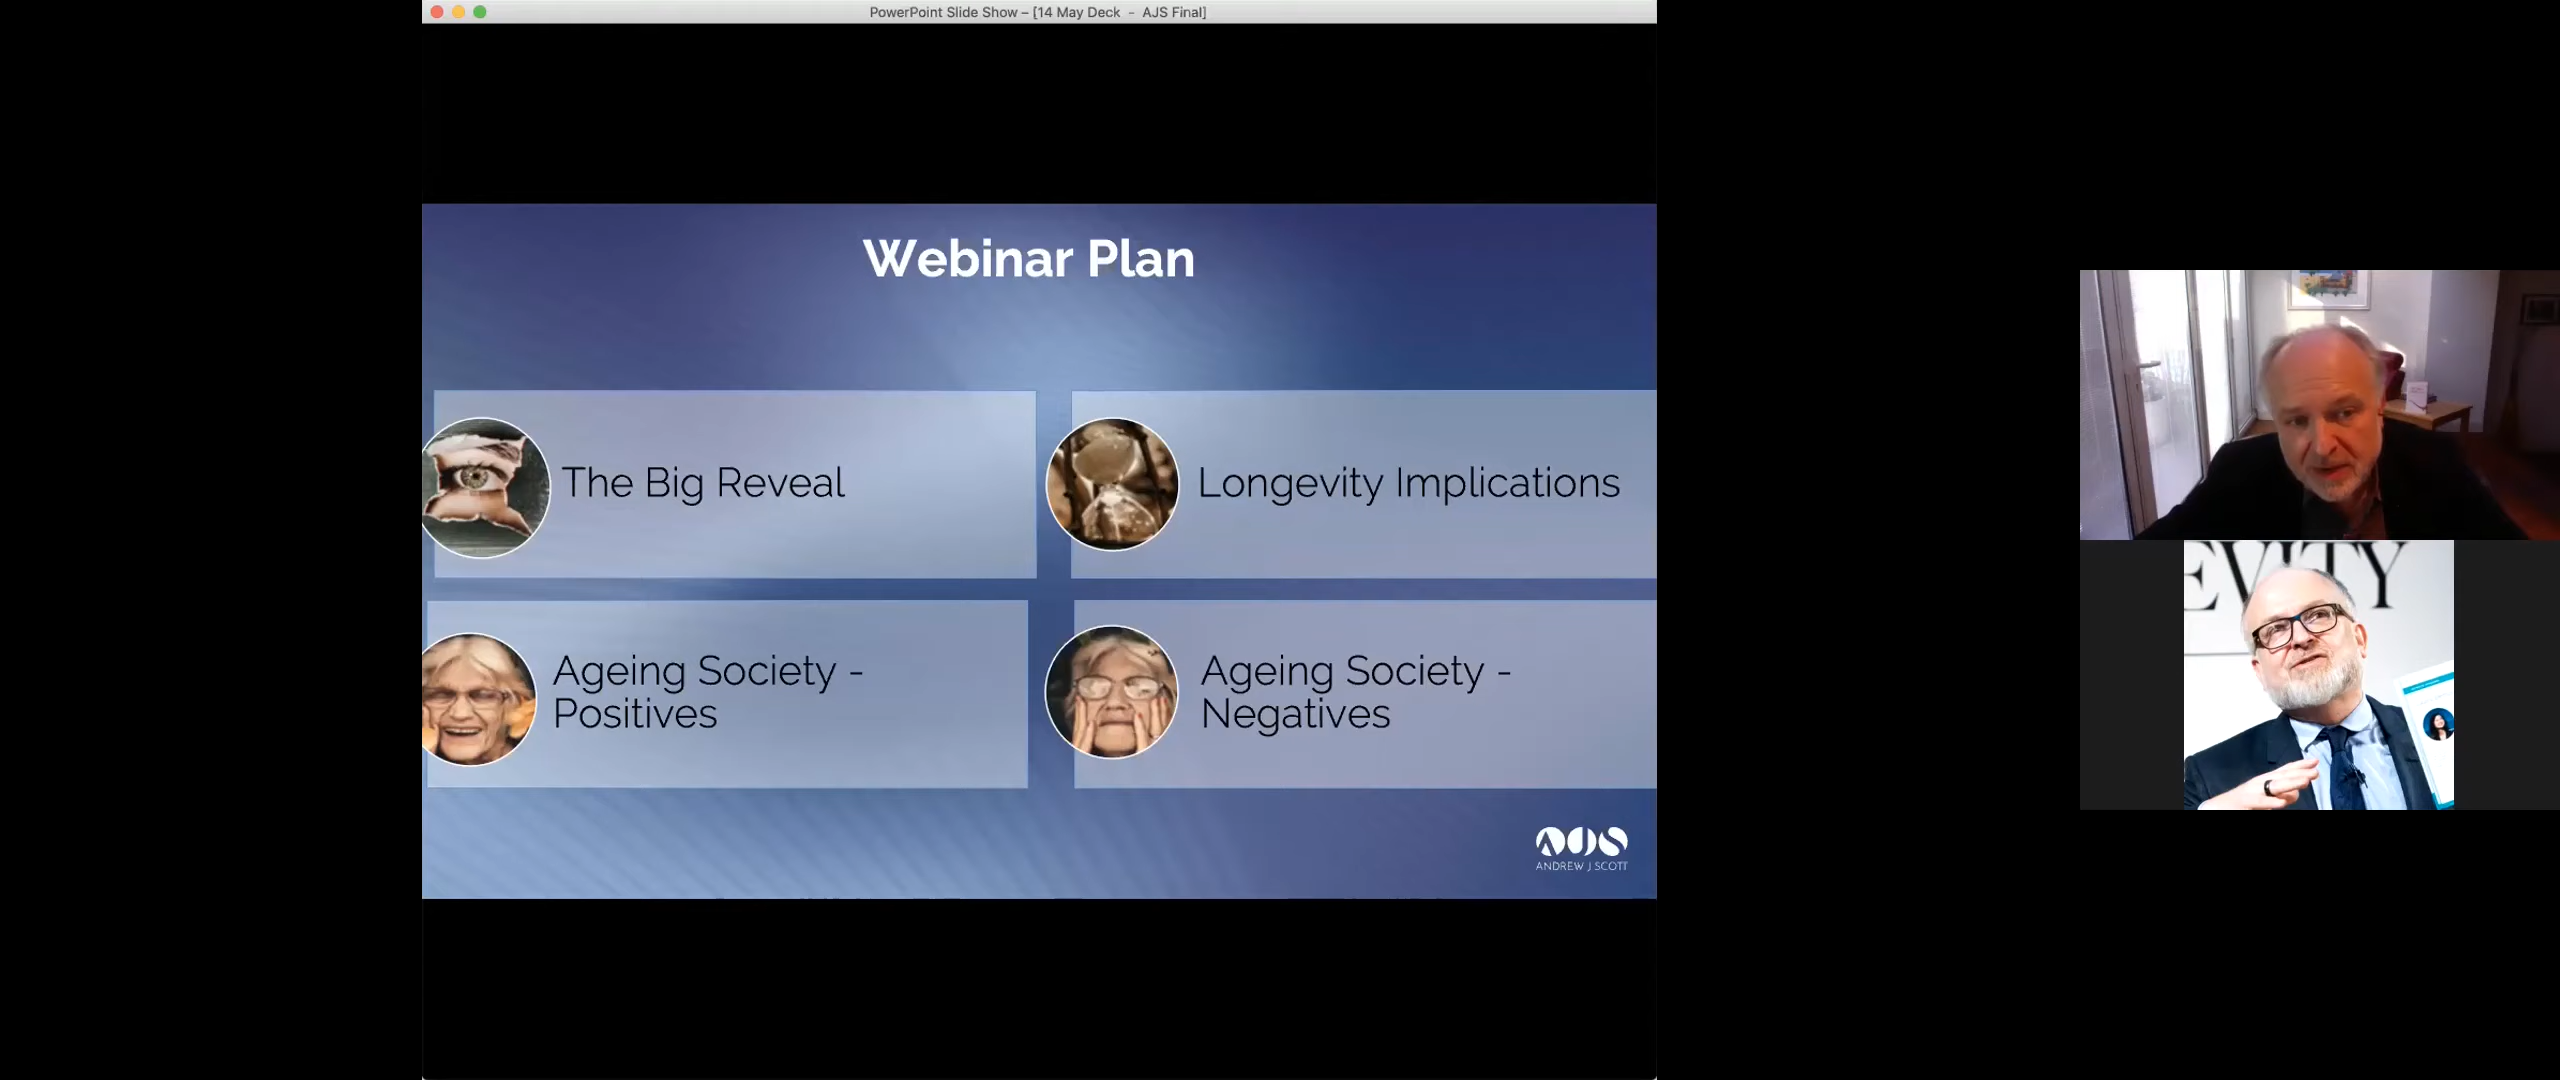 PowerPoint Slide Show – [14 May Deck  -  AJS Final]
Webinar Plan
The Big Reveal
Longevity Implications
Ageing Society -
Positives
Ageing Society -
Negatives
AJS
ANDREW J SCOTT
EVITY